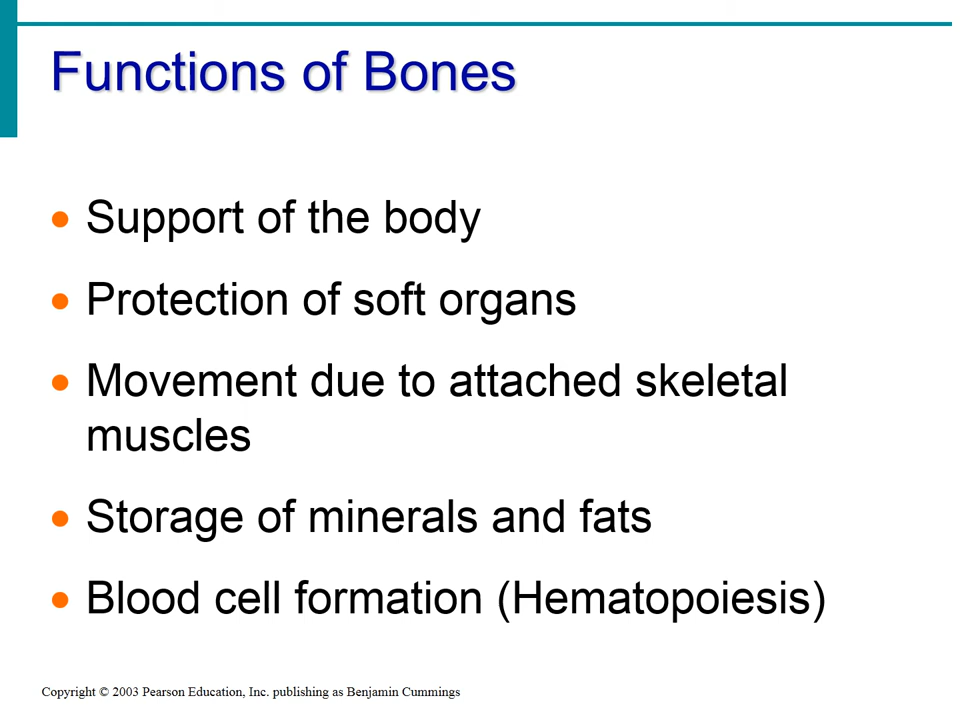 Functions of Bones
• Support of the body
• Protection of soft organs
• Movement due to attached skeletal
muscles
• Storage of minerals and fats
• Blood cell formation (Hematopoiesis)
Copyright © 2003 Pearson Education, Inc. publishing as Benjamin Cummings